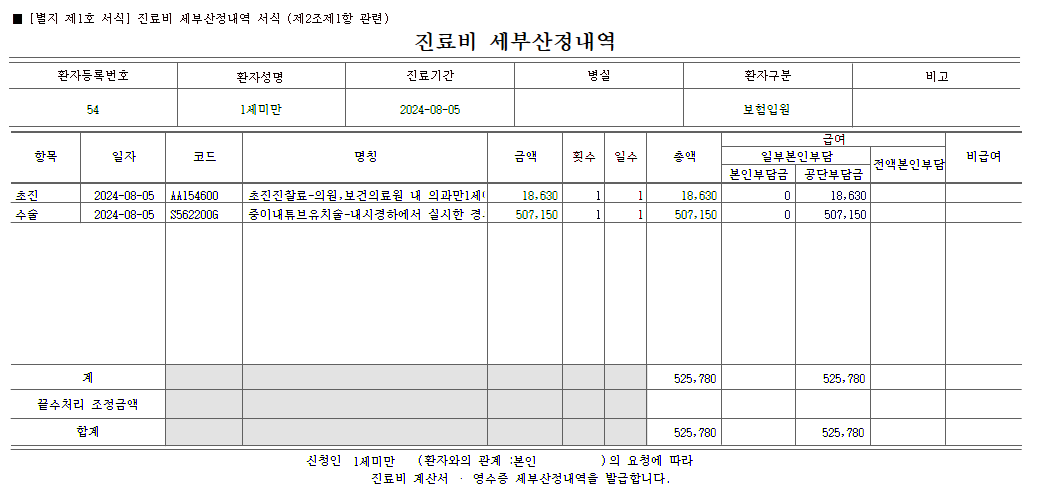 ■ [별지 제1호 서식] 진료비 세부산정내역 서식 (제2조제1항 관련)
진료비 세부산정내역
환자등록번호 환자성명 진료기간 병실 환자구분 비고
54 1세미만 2024-08-05 보험입원
항목 일자 코드 명칭 금액 횟수 일수 총액 급여 비급여
일부본인부담 전액본인부담
본인부담금 공단부담금
초진 2024-08-05 AA154600 초진진찰료-의원,보건의료원 내 의과만1세 18,630 1 1 18,630 0 18,630
수술 2024-08-05 S562200G 중이내튜브유치술-내시경하에서 실시한 경. 507,150 1 1 507,150 0 507,150
계 525,780 525,780
끝수처리 조정금액
합계 525,780 525,780
신청인 1세미만 (환자와의 관계 :본인 )의 요청에 따라
진료비 계산서 · 영수증 세부산정내역을 발급합니다.